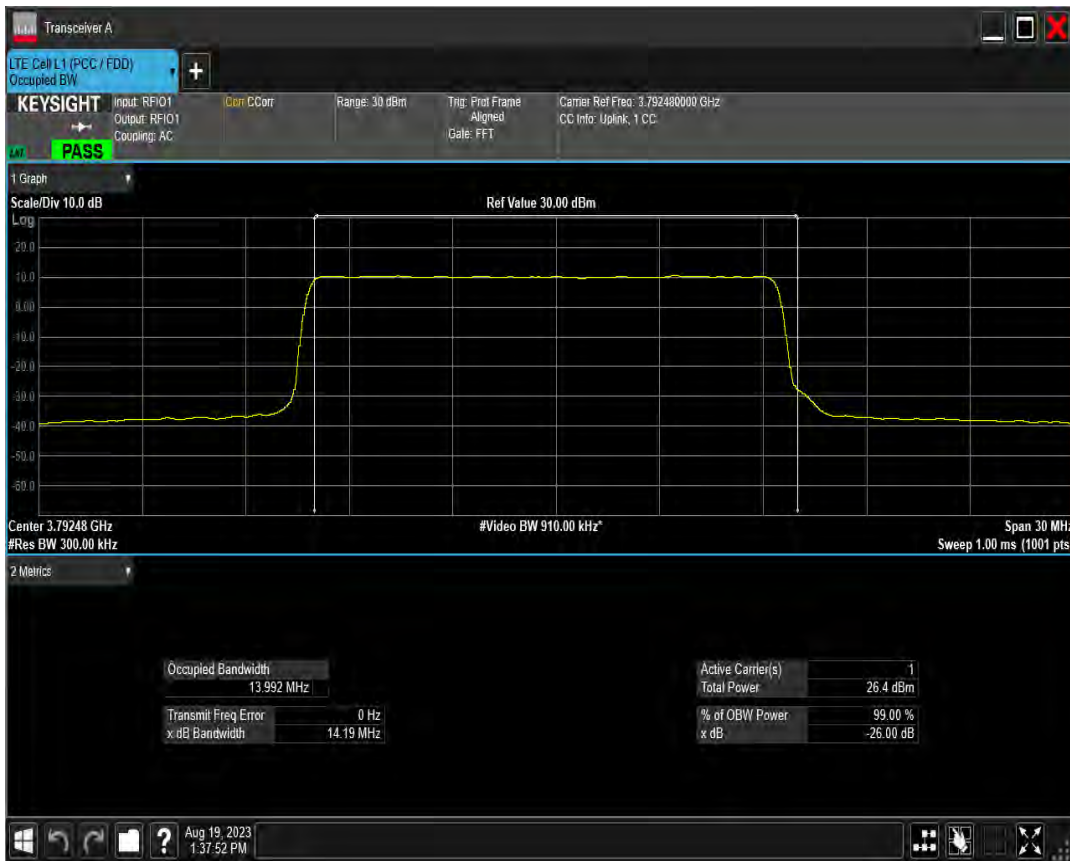 Transceiver A
LTE Cell L1 (PCC / FDD)
Occupied BW
+
KEYSIGHT
Input: RFIO1
Output: RFIO1
Coupling: AC
Corr CCorr
Range: 30 dBm
Trig: Prot Frame
Aligned
Gate: FFT
Carrier Ref Freq: 3.792480000 GHz
CC Info: Uplink, 1 CC
PASS
1 Graph
Scale/Div 10.0 dB
Ref Value 30.00 dBm
Log
20.0
10.0
0.00
-10.0
-20.0
-30.0
-40.0
-50.0
-60.0
Center 3.79248 GHz
#Video BW 910.00 kHz*
Span 30 MHz
#Res BW 300.00 kHz
Sweep 1.00 ms (1001 pts
2 Metrics
Occupied Bandwidth
13.992 MHz
Transmit Freq Error 0 Hz
x dB Bandwidth 14.19 MHz
Active Carrier(s) 1
Total Power 26.4 dBm
% of OBW Power 99.00 %
x dB -26.00 dB
?
Aug 19, 2023
1:37:52 PM